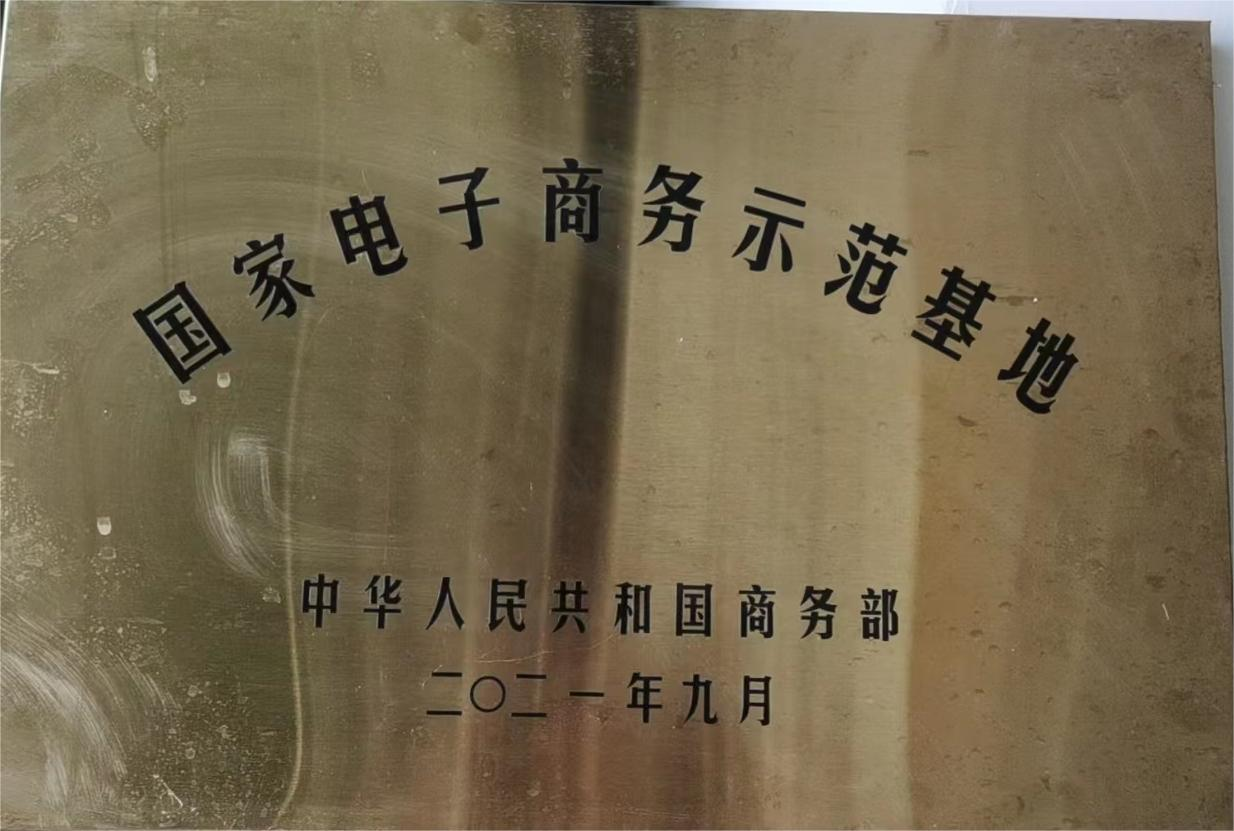 国家电子商务示范基地
中华人民共和国商务部
二〇二一年九月